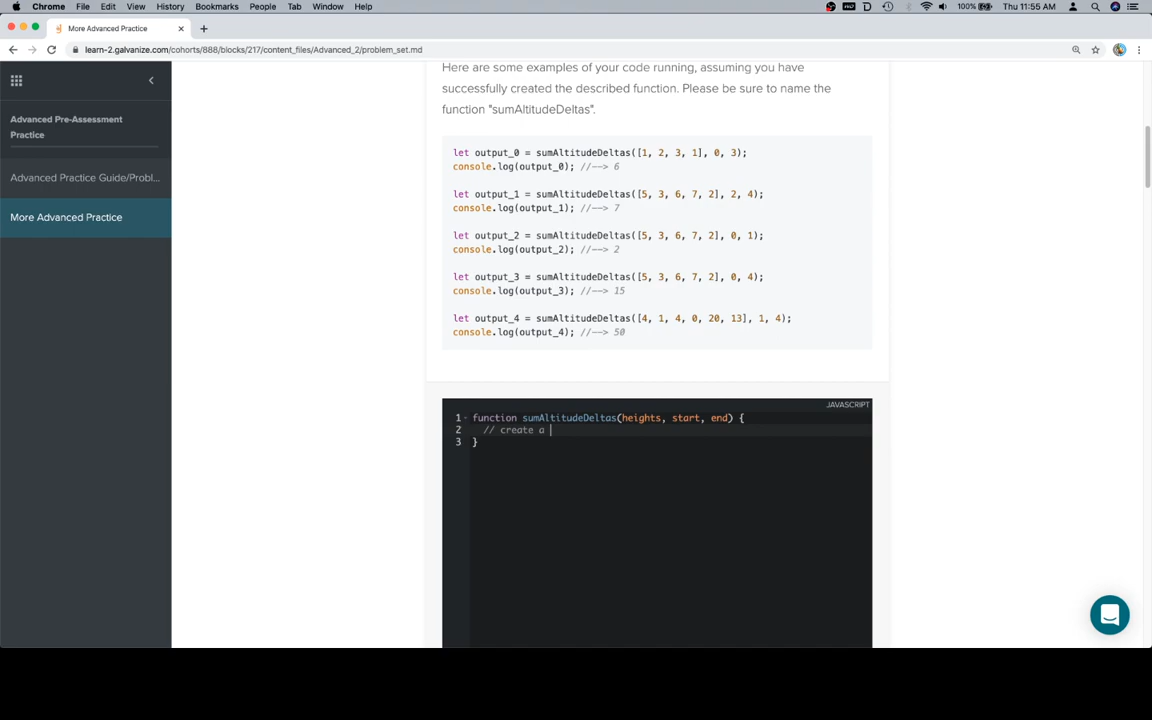 Chrome File Edit View History Bookmarks People Tab Window Help
100% Thu 11:55 AM
More Advanced Practice
learn-2.galvanize.com/cohorts/888/blocks/217/content_files/Advanced_2/problem_set.md
Advanced Pre-Assessment
Practice
Advanced Practice Guide/Probl...
More Advanced Practice
Here are some examples of your code running, assuming you have
successfully created the described function. Please be sure to name the
function "sumAltitudeDeltas".
let output_0 = sumAltitudeDeltas([1, 2, 3, 1], 0, 3);
console.log(output_0); //--> 6
let output_1 = sumAltitudeDeltas([5, 3, 6, 7, 2], 2, 4);
console.log(output_1); //--> 7
let output_2 = sumAltitudeDeltas([5, 3, 6, 7, 2], 0, 1);
console.log(output_2); //--> 2
let output_3 = sumAltitudeDeltas([5, 3, 6, 7, 2], 0, 4);
console.log(output_3); //--> 15
let output_4 = sumAltitudeDeltas([4, 1, 4, 0, 20, 13], 1, 4);
console.log(output_4); //--> 50
JAVASCRIPT
1 function sumAltitudeDeltas(heights, start, end) {
2 // create a
3 }